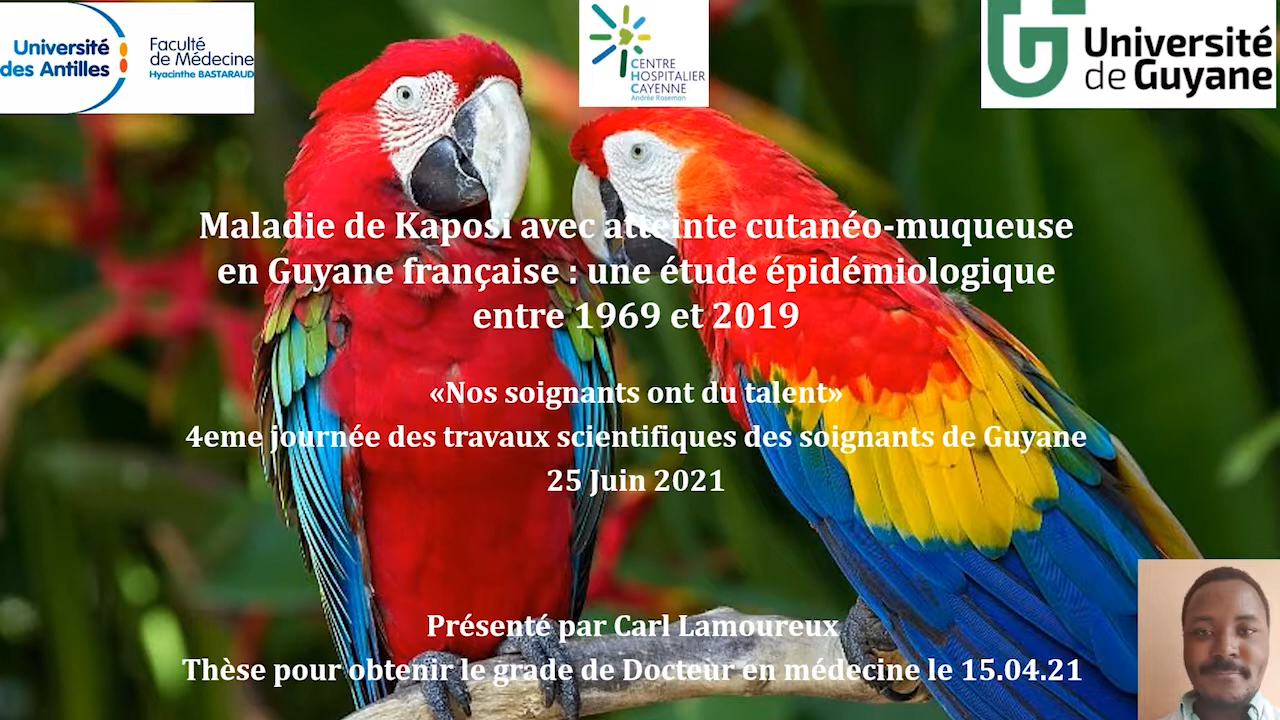 Université
des Antilles
Faculté
de Médecine
Hyacinthe BASTARAUD
CENTRE
HOSPITALIER
CAYENNE
Andrée Rosemon
Université
de Guyane
Maladie de Kaposi avec atteinte cutanéo-muqueuse
en Guyane française : une étude épidémiologique
entre 1969 et 2019
«Nos soignants ont du talent»
4eme journée des travaux scientifiques des soignants de Guyane
25 Juin 2021
Présenté par Carl Lamoureux
Thèse pour obtenir le grade de Docteur en médecine le 15.04.21